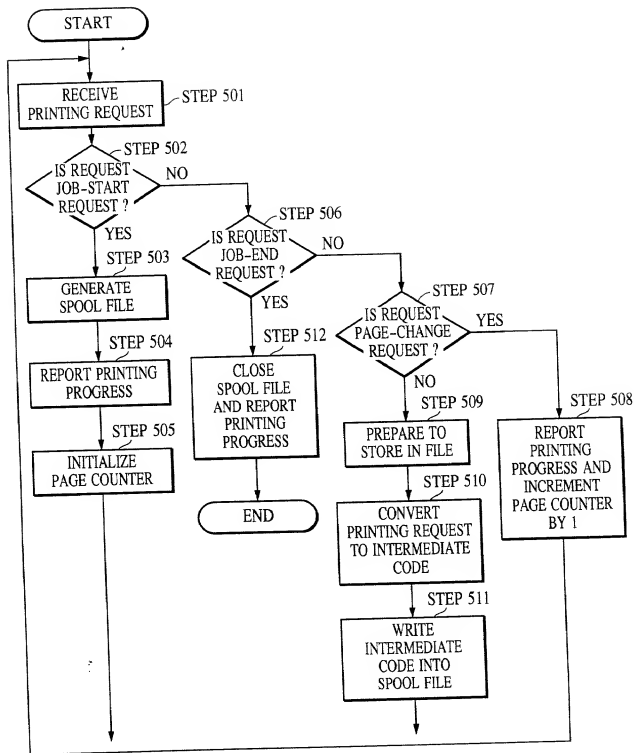 START
RECEIVE
PRINTING REQUEST
STEP 501
STEP 502
IS REQUEST
JOB-START
REQUEST ?
NO
YES
STEP 503
GENERATE
SPOOL FILE
STEP 504
REPORT PRINTING
PROGRESS
STEP 505
INITIALIZE
PAGE COUNTER
STEP 506
IS REQUEST
JOB-END
REQUEST ?
NO
YES
STEP 512
CLOSE
SPOOL FILE
AND REPORT
PRINTING
PROGRESS
END
STEP 507
IS REQUEST
PAGE-CHANGE
REQUEST ?
YES
NO
STEP 509
PREPARE TO
STORE IN FILE
STEP 510
CONVERT
PRINTING REQUEST
TO INTERMEDIATE
CODE
STEP 511
WRITE
INTERMEDIATE
CODE INTO
SPOOL FILE
STEP 508
REPORT
PRINTING
PROGRESS AND
INCREMENT
PAGE COUNTER
BY 1